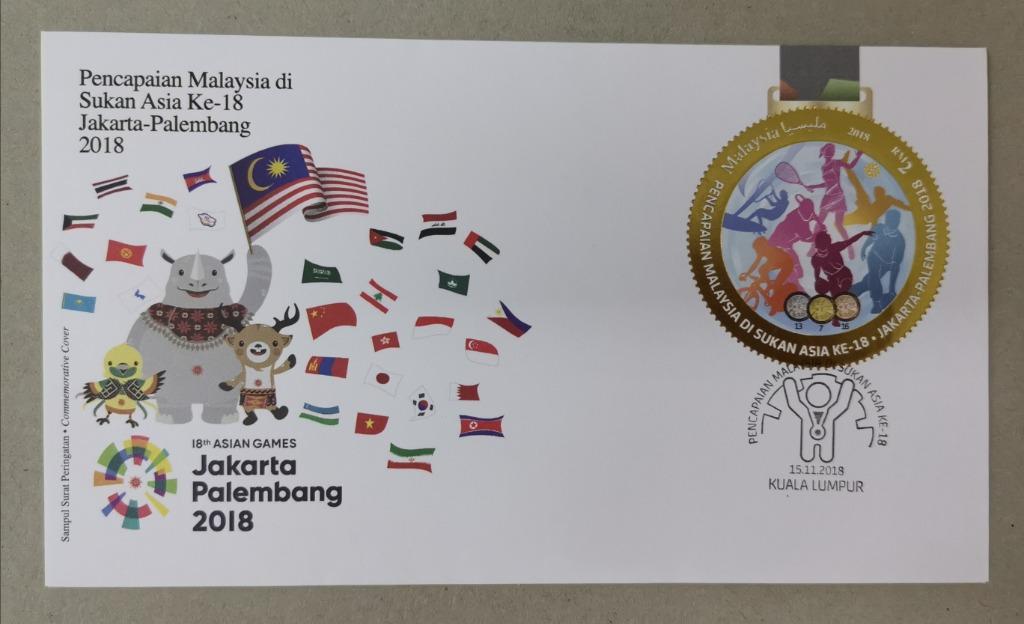 Pencapaian Malaysia di
Sukan Asia Ke-18
Jakarta-Palembang
2018
Sampul Surat Peringatan • Commemorative Cover
18th ASIAN GAMES
Jakarta
Palembang
2018
Malaysia مليسيا 2018 RM2
PENCAPAIAN MALAYSIA DI SUKAN ASIA KE-18 • JAKARTA-PALEMBANG 2018
13 7 16
PENCAPAIAN MALAYSIA SUKAN ASIA KE-18
15.11.2018
KUALA LUMPUR